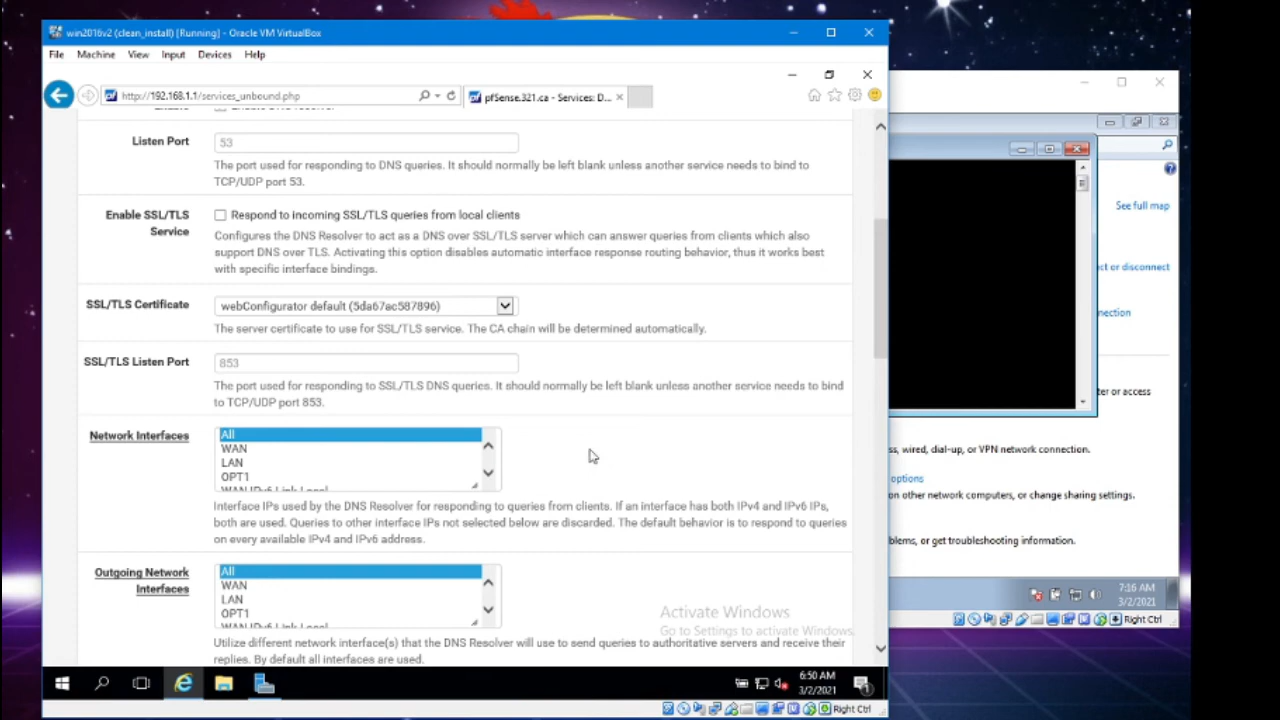 win2016v2 (clean_install) [Running] - Oracle VM VirtualBox
File Machine View Input Devices Help
http://192.168.1.1/services_unbound.php
pfSense.321.ca - Services: D...
Listen Port
53
The port used for responding to DNS queries. It should normally be left blank unless another service needs to bind to
TCP/UDP port 53.
Enable SSL/TLS
Service
Respond to incoming SSL/TLS queries from local clients
Configures the DNS Resolver to act as a DNS over SSL/TLS server which can answer queries from clients which also
support DNS over TLS. Activating this option disables automatic interface response routing behavior, thus it works best
with specific interface bindings.
SSL/TLS Certificate
webConfigurator default (5da67ac587896)
The server certificate to use for SSL/TLS service. The CA chain will be determined automatically.
SSL/TLS Listen Port
853
The port used for responding to SSL/TLS DNS queries. It should normally be left blank unless another service needs to bind
to TCP/UDP port 853.
Network Interfaces
All
WAN
LAN
OPT1
WAN IPv6 Link Local
Interface IPs used by the DNS Resolver for responding to queries from clients. If an interface has both IPv4 and IPv6 IPs,
both are used. Queries to other interface IPs not selected below are discarded. The default behavior is to respond to queries
on every available IPv4 and IPv6 address.
Outgoing Network
Interfaces
All
WAN
LAN
OPT1
WAN IPv6 Link Local
Utilize different network interface(s) that the DNS Resolver will use to send queries to authoritative servers and receive their
replies. By default all interfaces are used.
Activate Windows
Go to Settings to activate Windows.
6:50 AM
3/2/2021
1
Right Ctrl
See full map
ct or disconnect
nnection
ter or access
ss, wired, dial-up, or VPN network connection.
options
on other network computers, or change sharing settings.
blems, or get troubleshooting information.
7:16 AM
3/2/2021
Right Ctrl